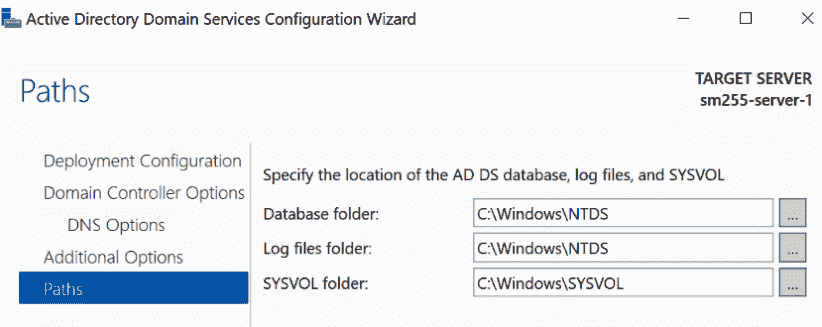 Active Directory Domain Services Configuration Wizard
Paths
TARGET SERVER
sm255-server-1
Deployment Configuration
Domain Controller Options
DNS Options
Additional Options
Paths
Specify the location of the AD DS database, log files, and SYSVOL
Database folder: C:\Windows\NTDS ...
Log files folder: C:\Windows\NTDS ...
SYSVOL folder: C:\Windows\SYSVOL ...